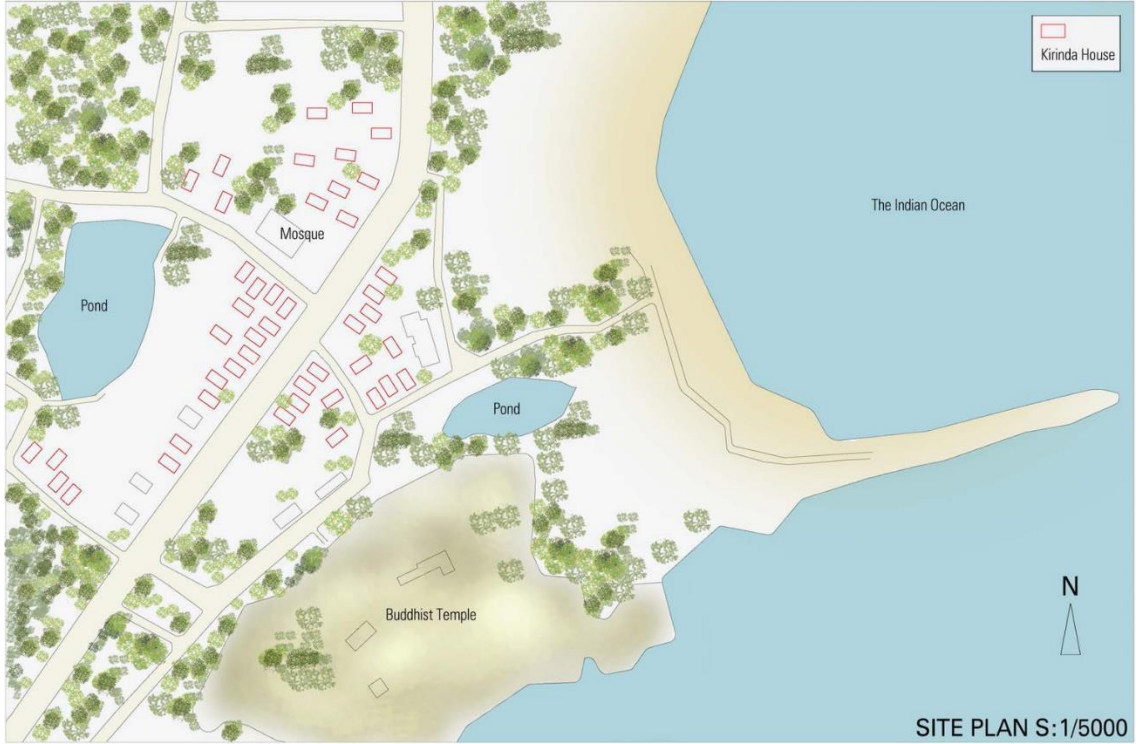 Kirinda House
The Indian Ocean
Mosque
Pond
Pond
Buddhist Temple
N
SITE PLAN S:1/5000